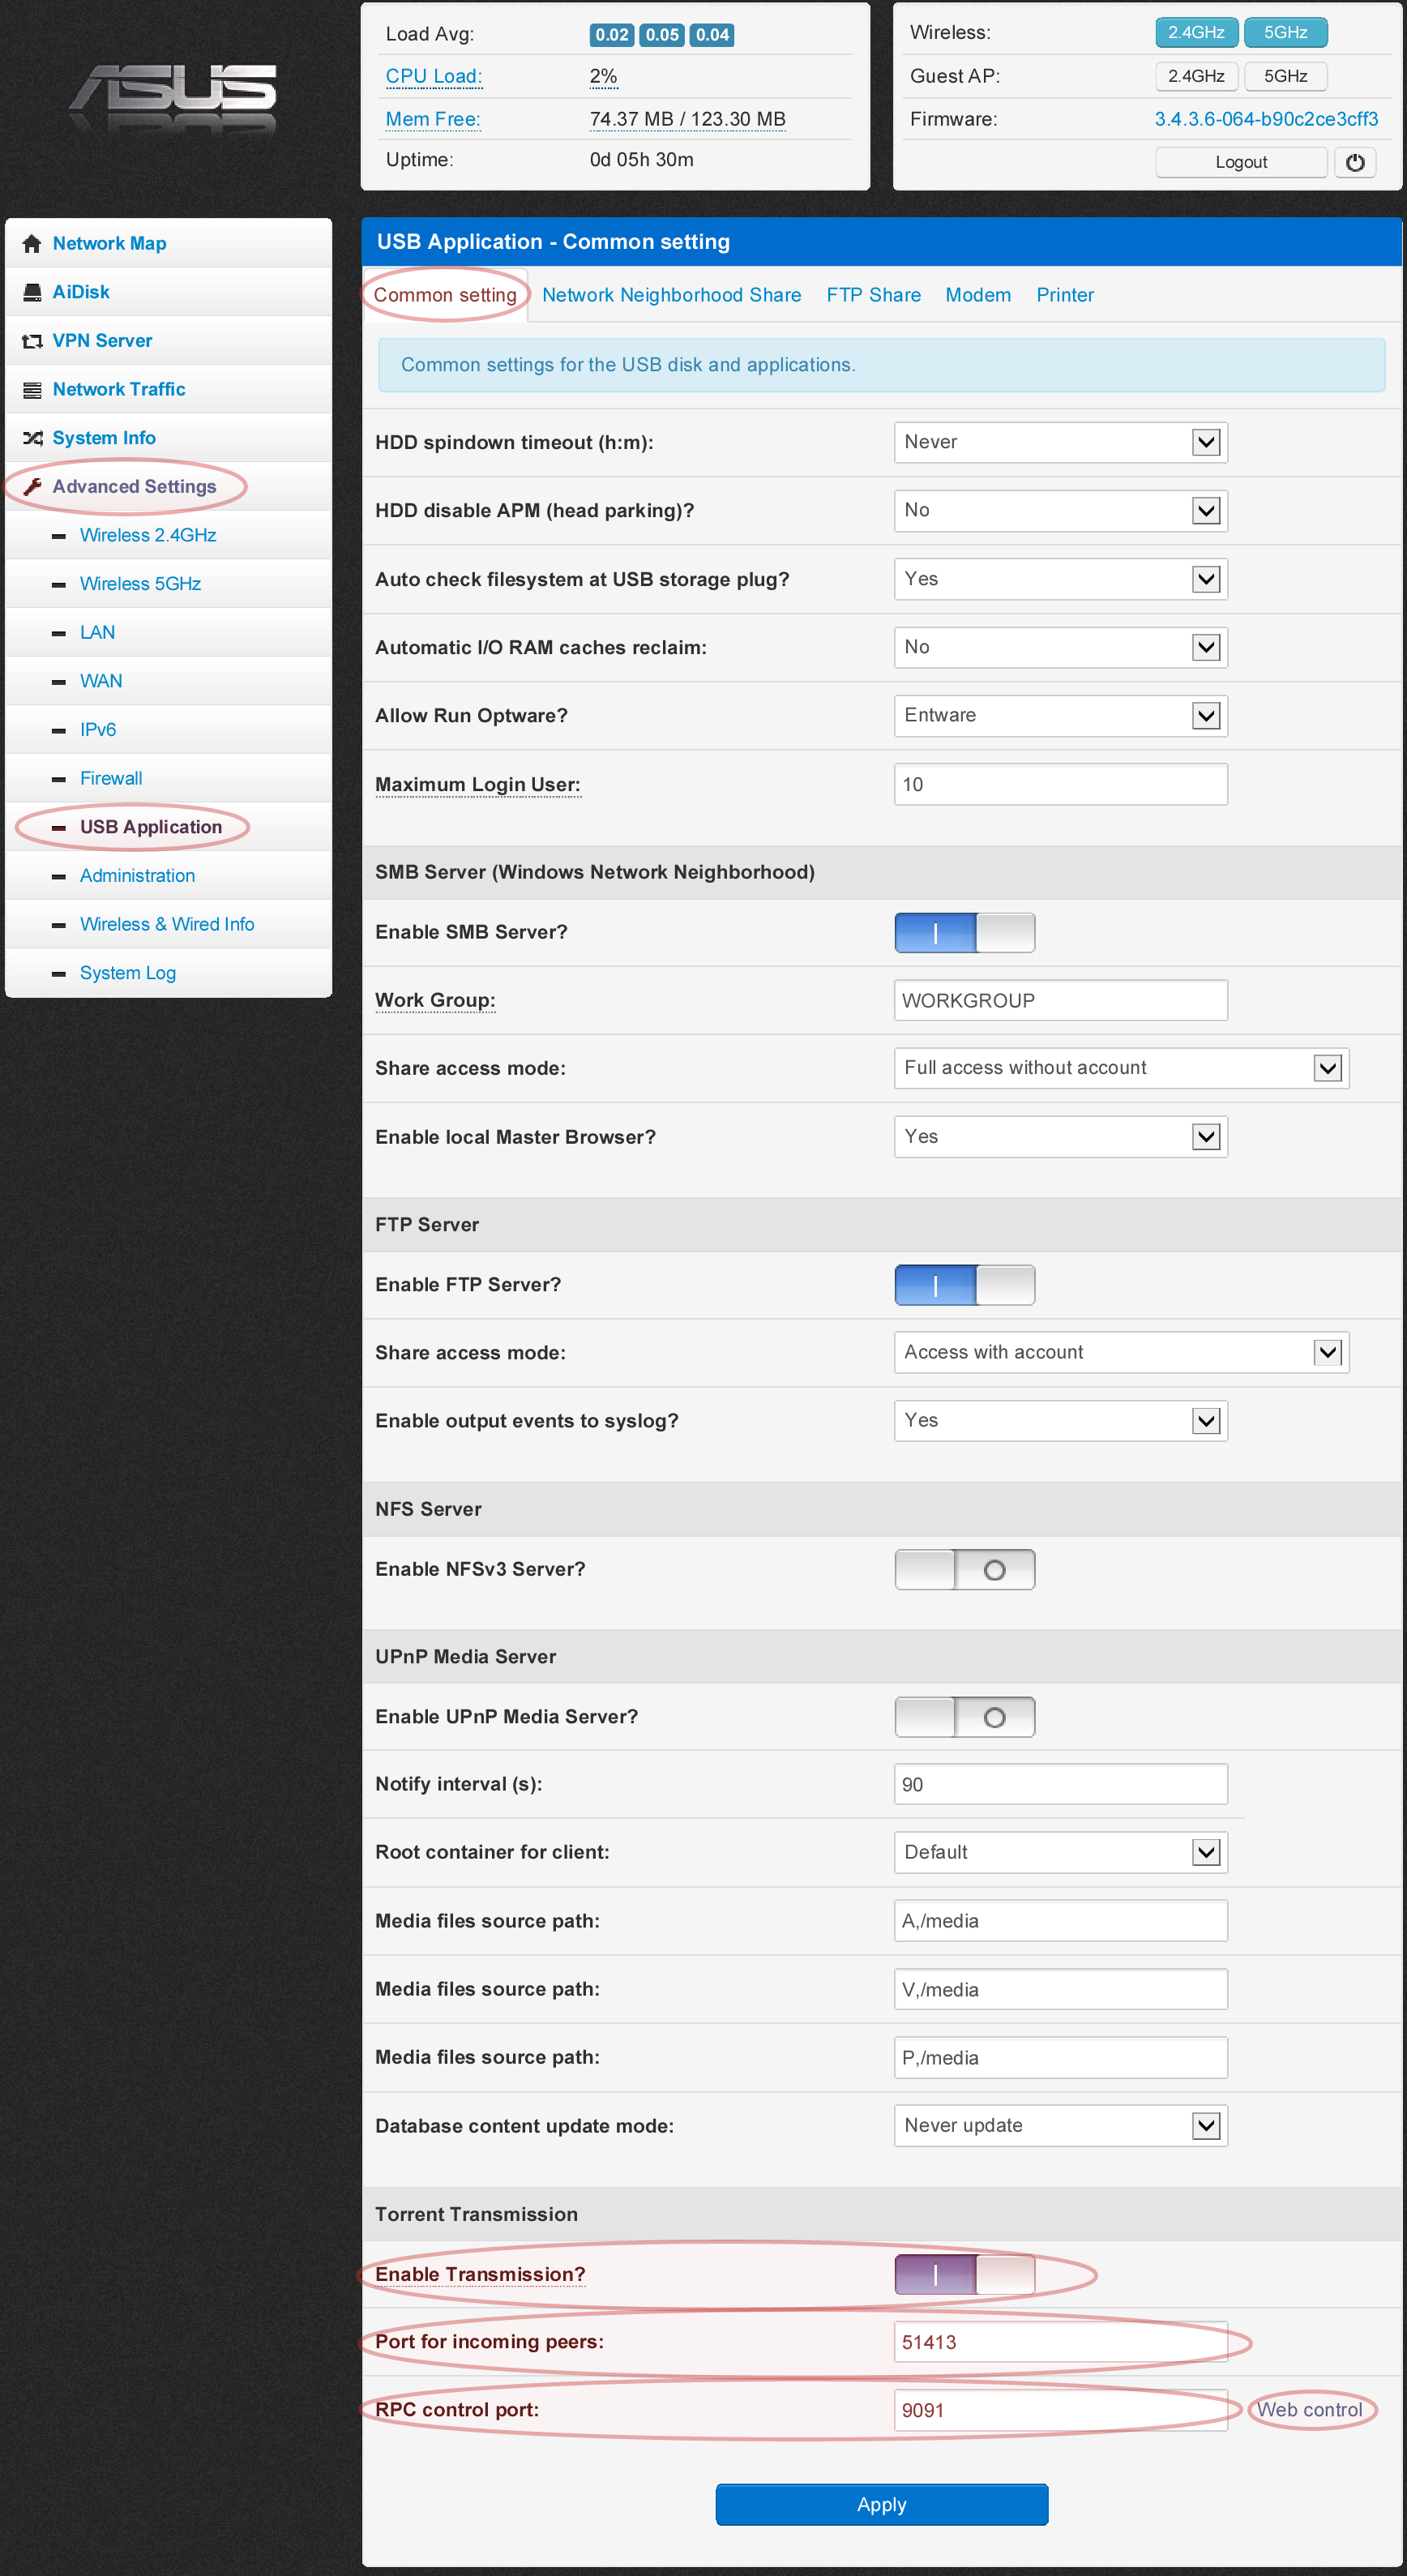 ASUS
Load Avg: 0.02 0.05 0.04
CPU Load: 2%
Mem Free: 74.37 MB / 123.30 MB
Uptime: 0d 05h 30m
Wireless: 2.4GHz 5GHz
Guest AP: 2.4GHz 5GHz
Firmware: 3.4.3.6-064-b90c2ce3cff3
Logout
Network Map
AiDisk
VPN Server
Network Traffic
System Info
Advanced Settings
Wireless 2.4GHz
Wireless 5GHz
LAN
WAN
IPv6
Firewall
USB Application
Administration
Wireless & Wired Info
System Log
USB Application - Common setting
Common setting Network Neighborhood Share FTP Share Modem Printer
Common settings for the USB disk and applications.
HDD spindown timeout (h:m): Never
HDD disable APM (head parking)? No
Auto check filesystem at USB storage plug? Yes
Automatic I/O RAM caches reclaim: No
Allow Run Optware? Entware
Maximum Login User: 10
SMB Server (Windows Network Neighborhood)
Enable SMB Server?
Work Group: WORKGROUP
Share access mode: Full access without account
Enable local Master Browser? Yes
FTP Server
Enable FTP Server?
Share access mode: Access with account
Enable output events to syslog? Yes
NFS Server
Enable NFSv3 Server?
UPnP Media Server
Enable UPnP Media Server?
Notify interval (s): 90
Root container for client: Default
Media files source path: A,/media
Media files source path: V,/media
Media files source path: P,/media
Database content update mode: Never update
Torrent Transmission
Enable Transmission?
Port for incoming peers: 51413
RPC control port: 9091 Web control
Apply